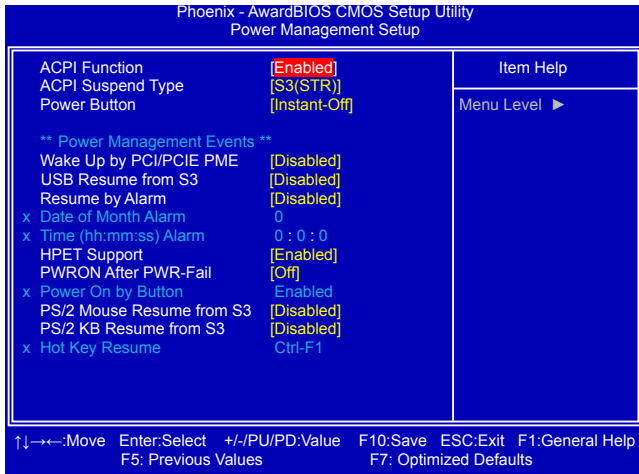 Phoenix - AwardBIOS CMOS Setup Utility
Power Management Setup
ACPI Function [Enabled]
ACPI Suspend Type [S3(STR)]
Power Button [Instant-Off]
** Power Management Events **
Wake Up by PCI/PCIE PME [Disabled]
USB Resume from S3 [Disabled]
Resume by Alarm [Disabled]
x Date of Month Alarm 0
x Time (hh:mm:ss) Alarm 0 : 0 : 0
HPET Support [Enabled]
PWRON After PWR-Fail [Off]
x Power On by Button Enabled
PS/2 Mouse Resume from S3 [Disabled]
PS/2 KB Resume from S3 [Disabled]
x Hot Key Resume Ctrl-F1
Item Help
Menu Level ►
↑↓→←:Move Enter:Select +/-/PU/PD:Value F10:Save ESC:Exit F1:General Help
F5: Previous Values F7: Optimized Defaults